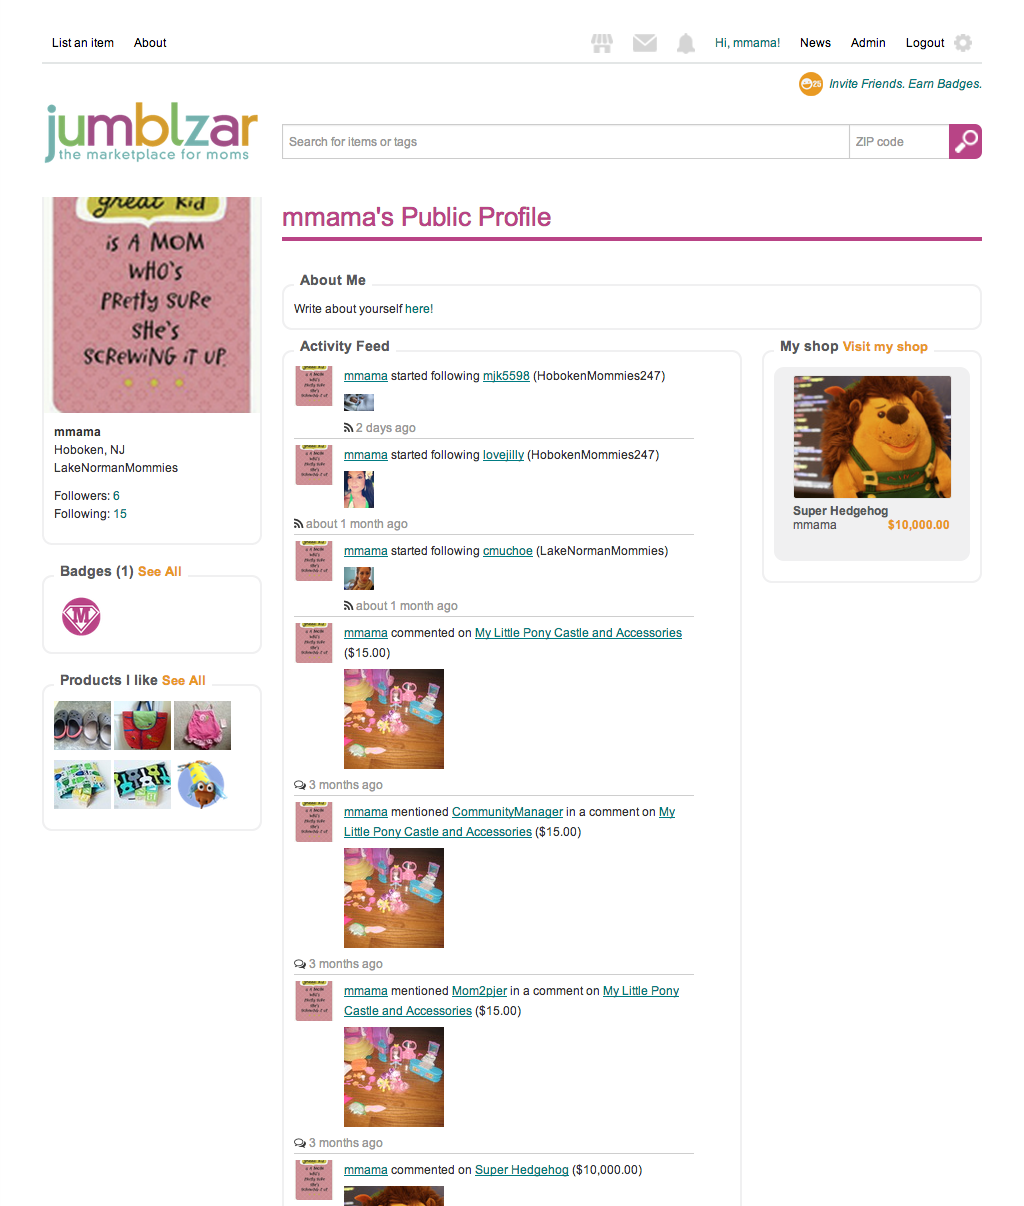 List an item
About
Hi, mmama!
News
Admin
Logout
25
Invite Friends. Earn Badges.
jumblzar
the marketplace for moms
Search for items or tags
ZIP code
great kid
is A MOM
WHO'S
PRetty SURe
SHe'S
SCReWiNG iT UP.
mmama
Hoboken, NJ
LakeNormanMommies
Followers: 6
Following: 15
Badges (1) See All
M
Products I like See All
mmama's Public Profile
About Me
Write about yourself here!
Activity Feed
mmama started following mjk5598 (HobokenMommies247)
2 days ago
mmama started following lovejilly (HobokenMommies247)
about 1 month ago
mmama started following cmuchoe (LakeNormanMommies)
about 1 month ago
mmama commented on My Little Pony Castle and Accessories
($15.00)
3 months ago
mmama mentioned CommunityManager in a comment on My
Little Pony Castle and Accessories ($15.00)
3 months ago
mmama mentioned Mom2pjer in a comment on My Little Pony
Castle and Accessories ($15.00)
3 months ago
mmama commented on Super Hedgehog ($10,000.00)
My shop Visit my shop
Super Hedgehog
mmama
$10,000.00